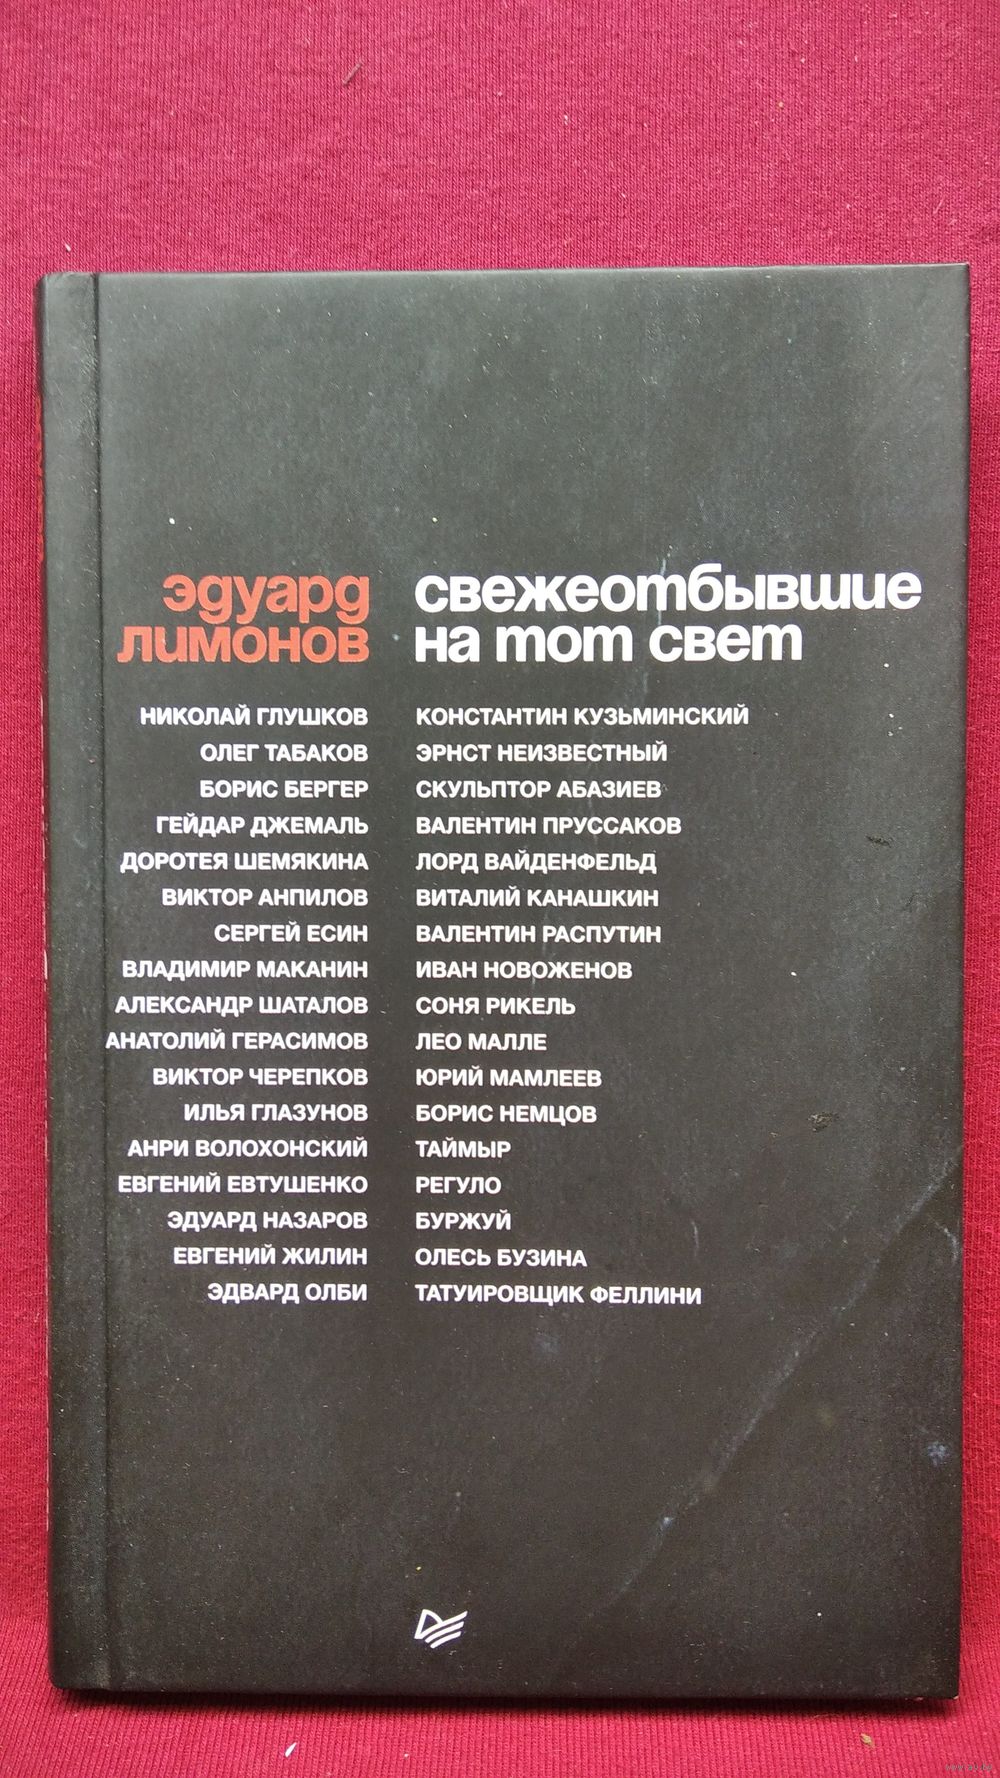 эдуард
лимонов
свежеотбывшие
на тот свет
НИКОЛАЙ ГЛУШКОВ
ОЛЕГ ТАБАКОВ
БОРИС БЕРГЕР
ГЕЙДАР ДЖЕМАЛЬ
ДОРОТЕЯ ШЕМЯКИНА
ВИКТОР АНПИЛОВ
СЕРГЕЙ ЕСИН
ВЛАДИМИР МАКАНИН
АЛЕКСАНДР ШАТАЛОВ
АНАТОЛИЙ ГЕРАСИМОВ
ВИКТОР ЧЕРЕПКОВ
ИЛЬЯ ГЛАЗУНОВ
АНРИ ВОЛОХОНСКИЙ
ЕВГЕНИЙ ЕВТУШЕНКО
ЭДУАРД НАЗАРОВ
ЕВГЕНИЙ ЖИЛИН
ЭДВАРД ОЛБИ
КОНСТАНТИН КУЗЬМИНСКИЙ
ЭРНСТ НЕИЗВЕСТНЫЙ
СКУЛЬПТОР АБАЗИЕВ
ВАЛЕНТИН ПРУССАКОВ
ЛОРД ВАЙДЕНФЕЛЬД
ВИТАЛИЙ КАНАШКИН
ВАЛЕНТИН РАСПУТИН
ИВАН НОВОЖЕНОВ
СОНЯ РИКЕЛЬ
ЛЕО МАЛЛЕ
ЮРИЙ МАМЛЕЕВ
БОРИС НЕМЦОВ
ТАЙМЫР
РЕГУЛО
БУРЖУЙ
ОЛЕСЬ БУЗИНА
ТАТУИРОВЩИК ФЕЛЛИНИ